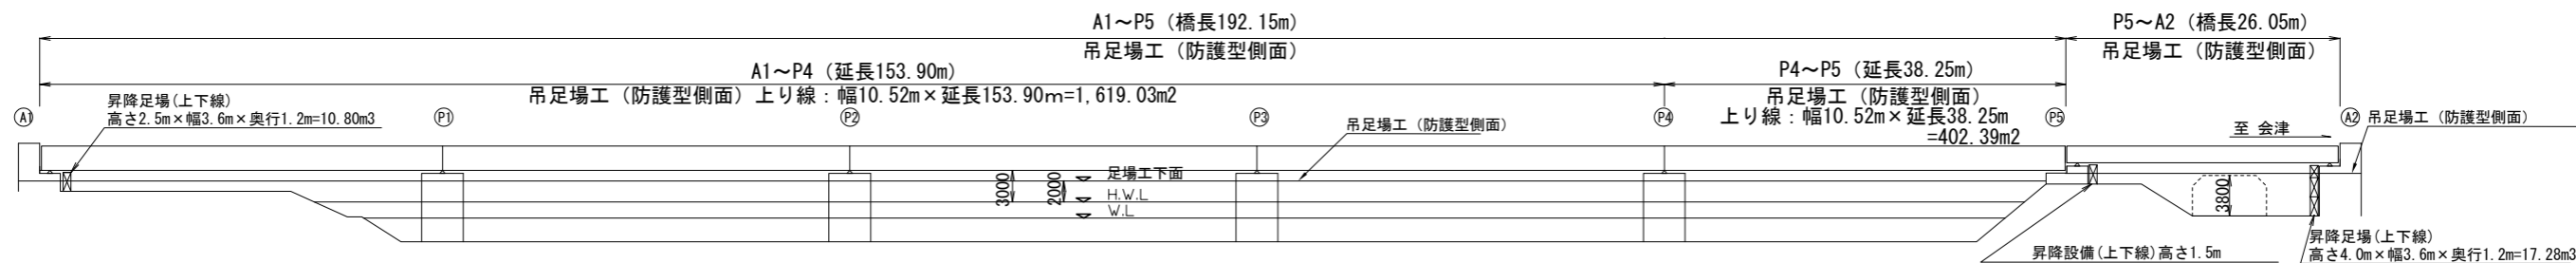 A1～P5（橋長192.15m）
吊足場工（防護型側面）
P5～A2（橋長26.05m）
吊足場工（防護型側面）
A1～P4（延長153.90m）
吊足場工（防護型側面）上り線：幅10.52m×延長153.90m=1,619.03m2
P4～P5（延長38.25m）
吊足場工（防護型側面）
上り線：幅10.52m×延長38.25m
=402.39m2
昇降足場(上下線)
高さ2.5m×幅3.6m×奥行1.2m=10.80m3
A1
P1
P2
P3
P4
P5
A2
吊足場工（防護型側面）
吊足場工（防護型側面）
至 会津
足場工下面
3000
2000
H.W.L
W.L
3800
昇降設備(上下線)高さ1.5m
昇降足場(上下線)
高さ4.0m×幅3.6m×奥行1.2m=17.28m3